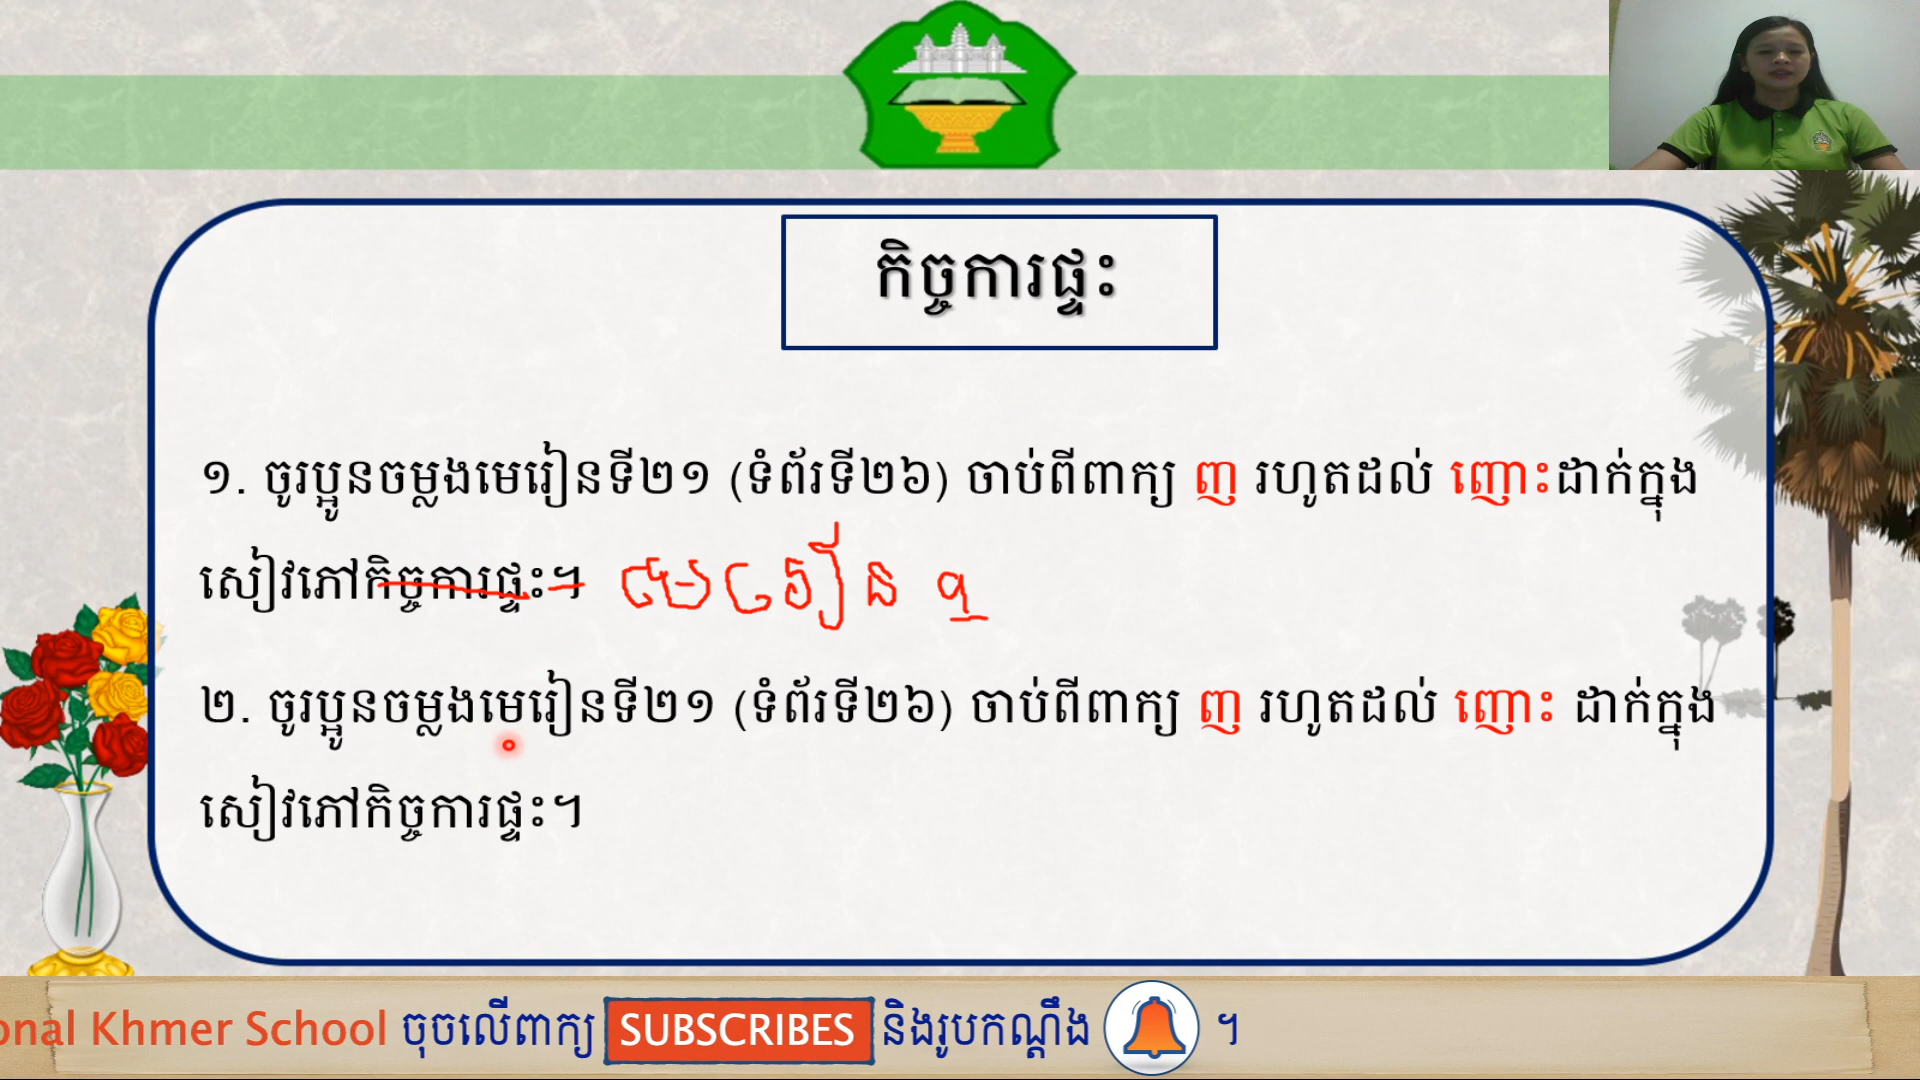 កិច្ចការផ្ទះ
១. ចូរប្អូនចម្លងមេរៀនទី២១ (ទំព័រទី២៦) ចាប់ពីពាក្យ ញ រហូតដល់ ញោះដាក់ក្នុង
សៀវភៅកិច្ចការផ្ទះ។ មេរៀន ១
២. ចូរប្អូនចម្លងមេរៀនទី២១ (ទំព័រទី២៦) ចាប់ពីពាក្យ ញ រហូតដល់ ញោះ ដាក់ក្នុង
សៀវភៅកិច្ចការផ្ទះ។
onal Khmer School ចុចលើពាក្យ SUBSCRIBES និងរូបកណ្ដឹង ។